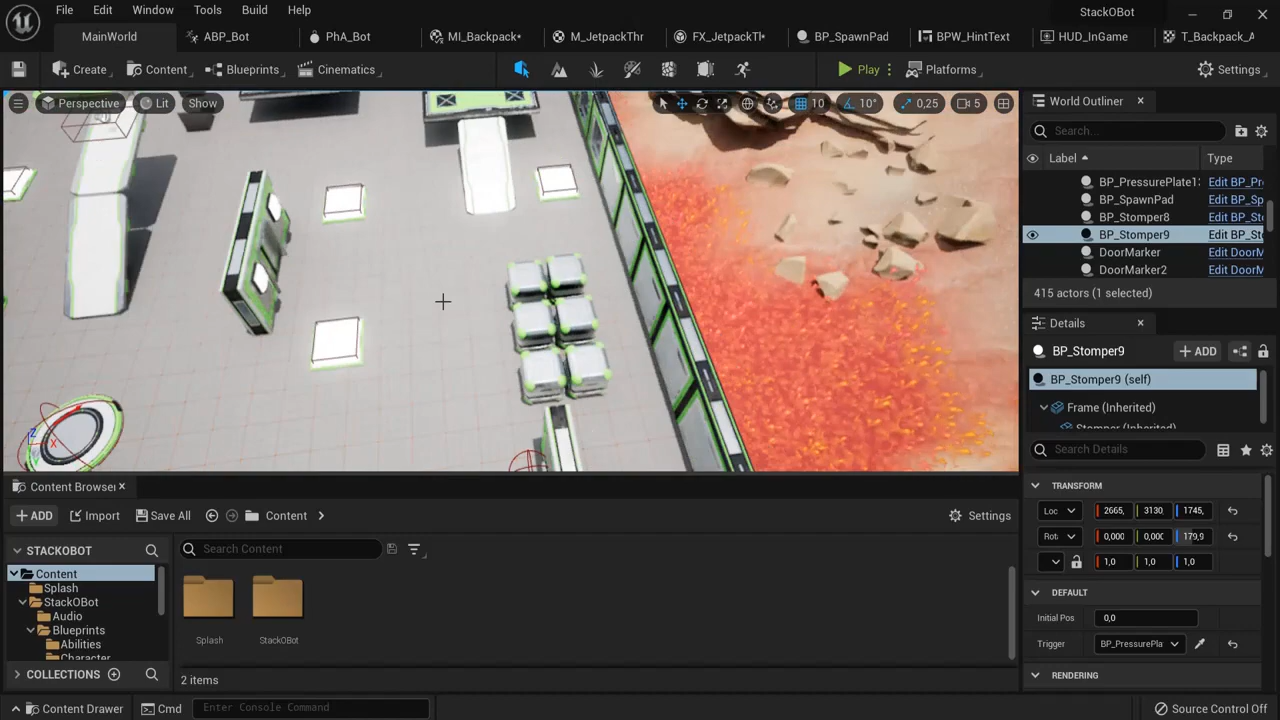 File Edit Window Tools Build Help StackOBot
MainWorld ABP_Bot PhA_Bot MI_Backpack* M_JetpackThr FX_JetpackTl* BP_SpawnPad BPW_HintText HUD_InGame T_Backpack_A
Create Content Blueprints Cinematics Play Platforms Settings
Perspective Lit Show 10 10° 0,25 5
World Outliner
Search...
Label Type
BP_PressurePlate1 Edit BP_Pr
BP_SpawnPad Edit BP_Sp
BP_Stomper8 Edit BP_Sto
BP_Stomper9 Edit BP_Sto
DoorMarker Edit DoorM
DoorMarker2 Edit DoorM
415 actors (1 selected)
Details
BP_Stomper9 ADD
BP_Stomper9 (self)
Frame (Inherited)
Stomper (Inherited)
Search Details
TRANSFORM
Loc 2665, 3130 1745,
Rot 0,000 0,000 179,9
1,0 1,0 1,0
DEFAULT
Initial Pos 0,0
Trigger BP_PressurePla
RENDERING
Z X
Content Browser
ADD Import Save All Content Settings
STACKOBOT
Search Content
Content
Splash
StackOBot
Audio
Blueprints
Abilities
Character
COLLECTIONS
Splash StackOBot
2 items
Content Drawer Cmd Enter Console Command Source Control Off